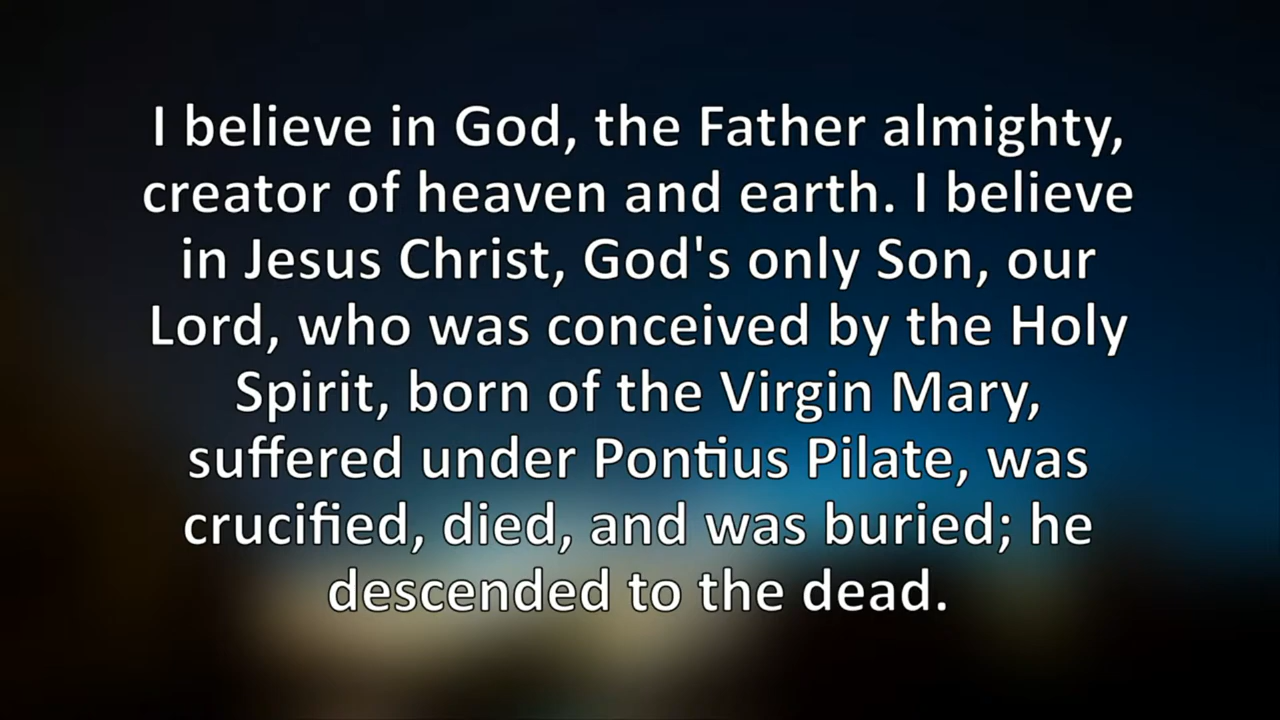 I believe in God, the Father almighty,
creator of heaven and earth. I believe
in Jesus Christ, God's only Son, our
Lord, who was conceived by the Holy
Spirit, born of the Virgin Mary,
suffered under Pontius Pilate, was
crucified, died, and was buried; he
descended to the dead.